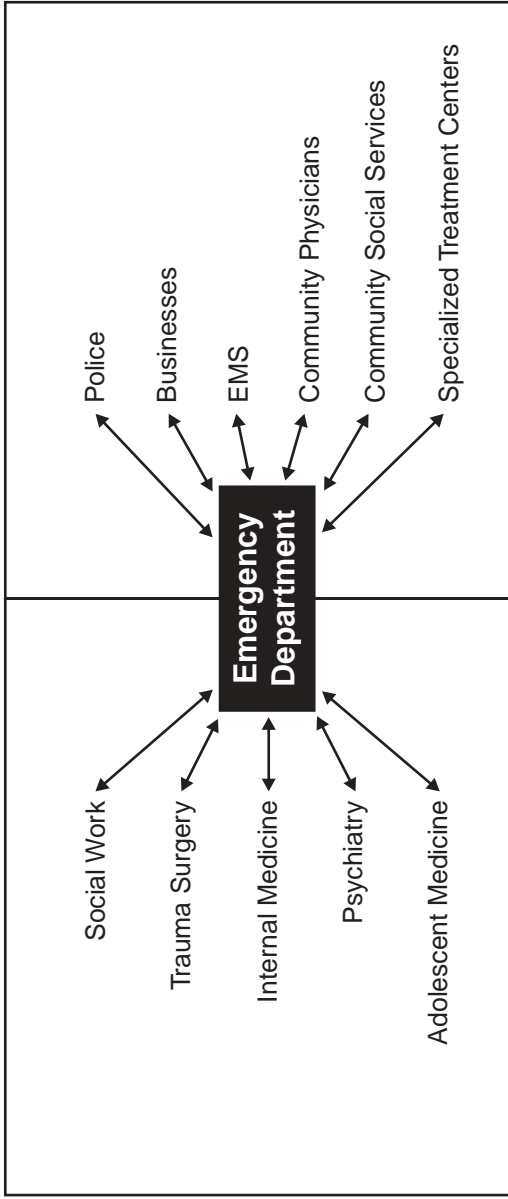 Social Work
Trauma Surgery
Internal Medicine
Psychiatry
Adolescent Medicine
Emergency
Department
Police
Businesses
EMS
Community Physicians
Community Social Services
Specialized Treatment Centers